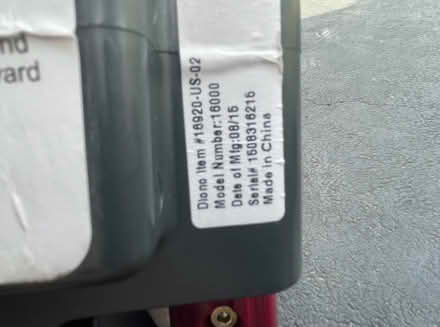 nd
ward
Diono Item #16920-US-02
Model Number:16000
Date of Mfg:08/15
Serial# 1508316215
Made in China